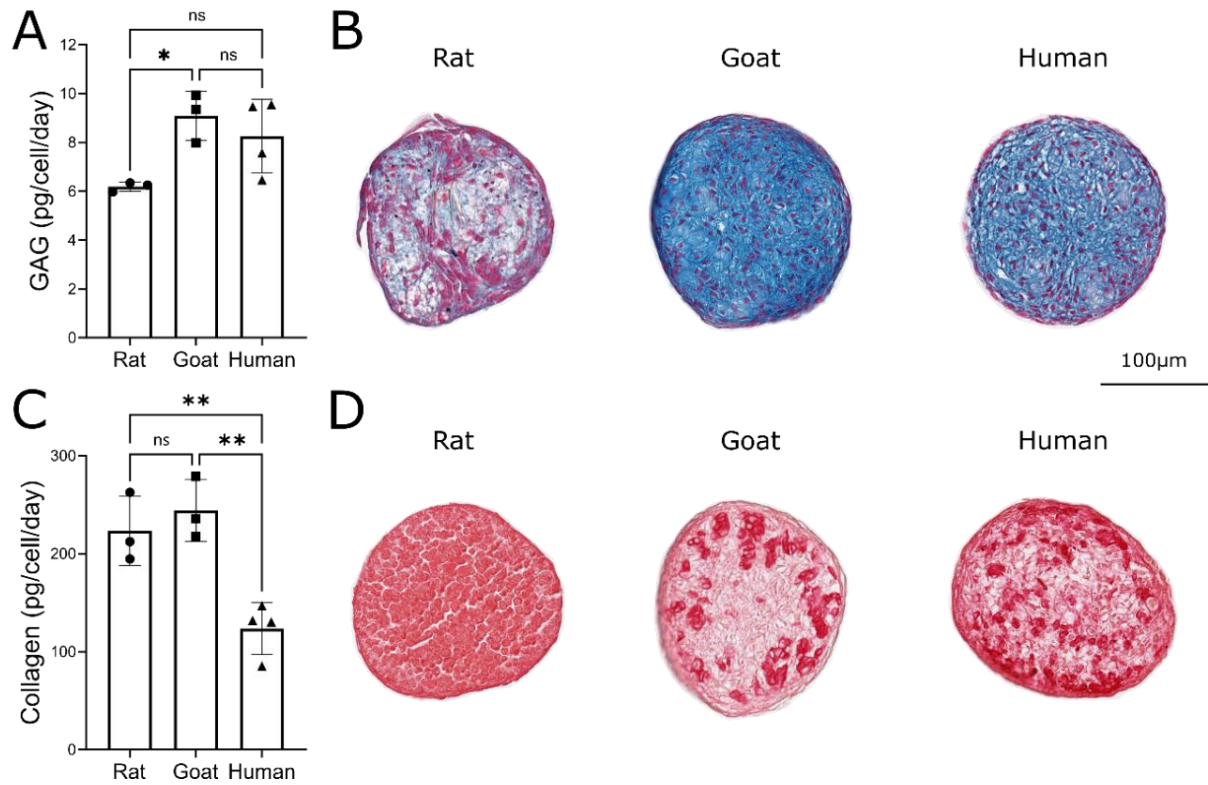 A
ns
*
ns
GAG (pg/cell/day)
12
10
8
6
4
2
0
Rat Goat Human
B
Rat Goat Human
100µm
C
**
ns
**
Collagen (pg/cell/day)
300
200
100
0
Rat Goat Human
D
Rat Goat Human